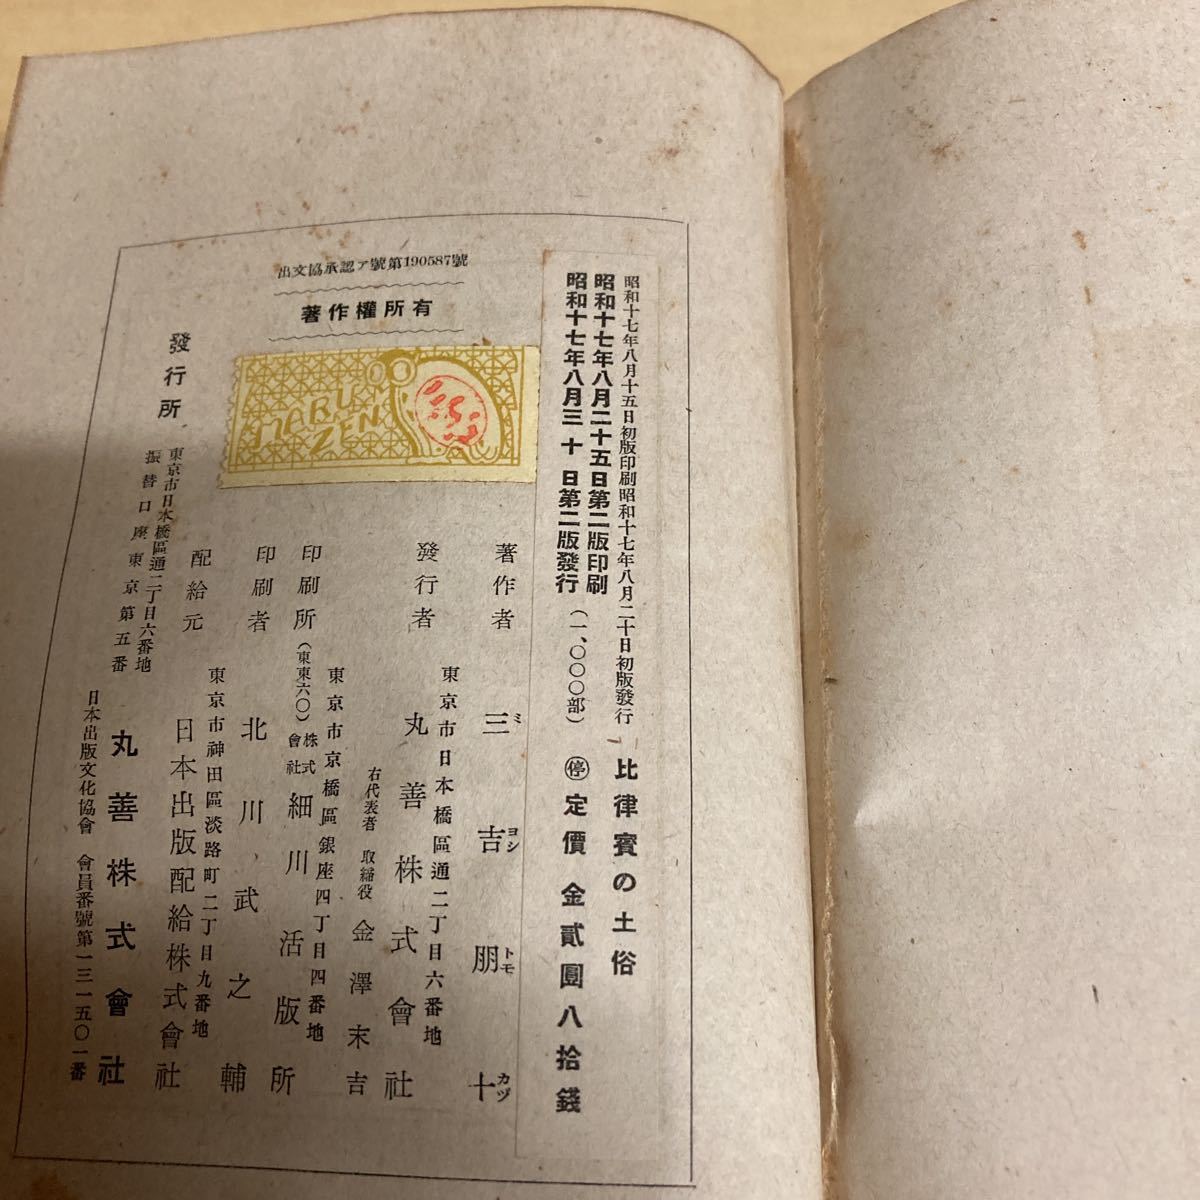 昭和十七年八月十五日初版印刷昭和十七年八月二十日初版發行
比律賓の土俗
昭和十七年八月二十五日第二版印刷
昭和十七年八月三十日第二版發行
（一、〇〇〇部）
停 定價 金貳圓八拾錢
出文協承認ア號第190587號
著作權所有
MARUZEN
著作者 三吉朋十
ミ ヨシ トモ カヅ
發行者
東京市日本橋區通二丁目六番地
丸善株式會社
右代表者 取締役 金澤末吉
印刷所
東京市京橋區銀座四丁目四番地
（東東六〇）株式會社 細川活版所
印刷者 北川武之輔
配給元
東京市神田區淡路町二丁目九番地
日本出版配給株式會社
發行所
東京市日本橋區通二丁目六番地
振替口座東京第五番
丸善株式會社
日本出版文化協會 會員番號第一三一五〇一番